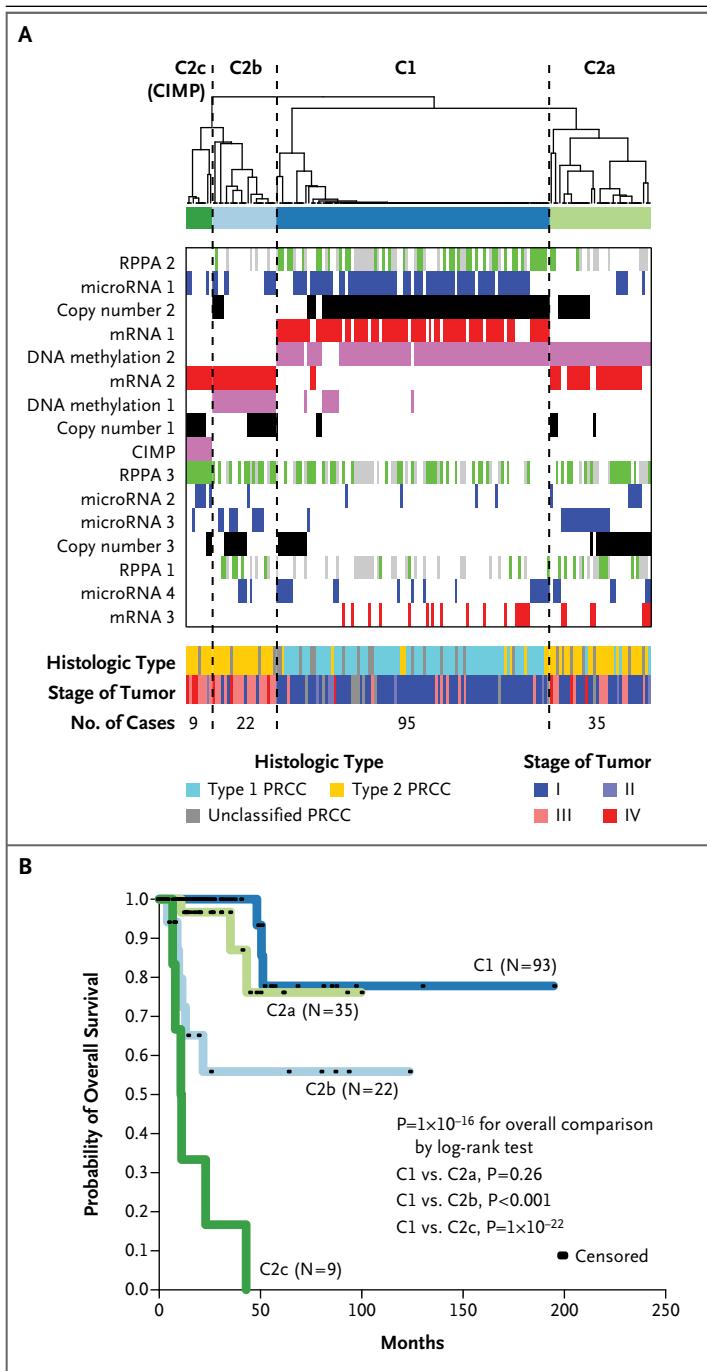 A
C2c C2b C1 C2a
(CIMP)
RPPA 2
microRNA 1
Copy number 2
mRNA 1
DNA methylation 2
mRNA 2
DNA methylation 1
Copy number 1
CIMP
RPPA 3
microRNA 2
microRNA 3
Copy number 3
RPPA 1
microRNA 4
mRNA 3
Histologic Type
Stage of Tumor
No. of Cases 9 22 95 35
Histologic Type Stage of Tumor
Type 1 PRCC Type 2 PRCC I II
Unclassified PRCC III IV
B
1.0
0.9
0.8
0.7
0.6
0.5
0.4
0.3
0.2
0.1
0.0
Probability of Overall Survival
C1 (N=93)
C2a (N=35)
C2b (N=22)
P=1×10⁻¹⁶ for overall comparison
by log-rank test
C1 vs. C2a, P=0.26
C1 vs. C2b, P<0.001
C1 vs. C2c, P=1×10⁻²²
Censored
C2c (N=9)
0 50 100 150 200 250
Months